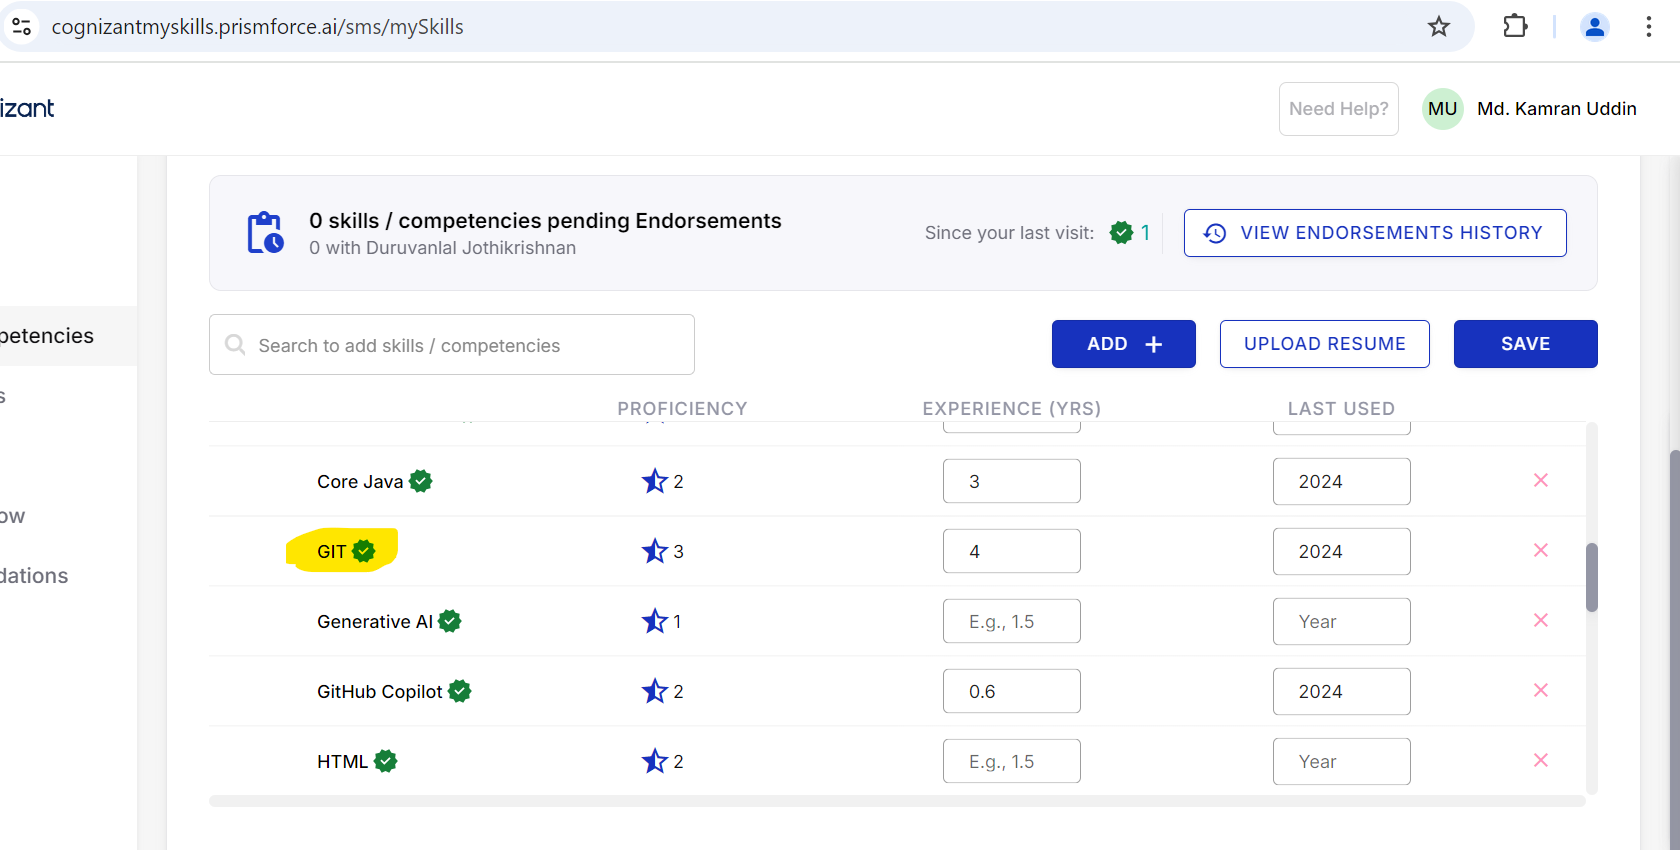 cognizantmyskills.prismforce.ai/sms/mySkills
izant
Need Help?
MU
Md. Kamran Uddin
0 skills / competencies pending Endorsements
0 with Duruvanlal Jothikrishnan
Since your last visit:
1
VIEW ENDORSEMENTS HISTORY
petencies
s
ow
dations
Search to add skills / competencies
ADD +
UPLOAD RESUME
SAVE
PROFICIENCY EXPERIENCE (YRS) LAST USED
Core Java 2 3 2024
GIT 3 4 2024
Generative AI 1 E.g., 1.5 Year
GitHub Copilot 2 0.6 2024
HTML 2 E.g., 1.5 Year